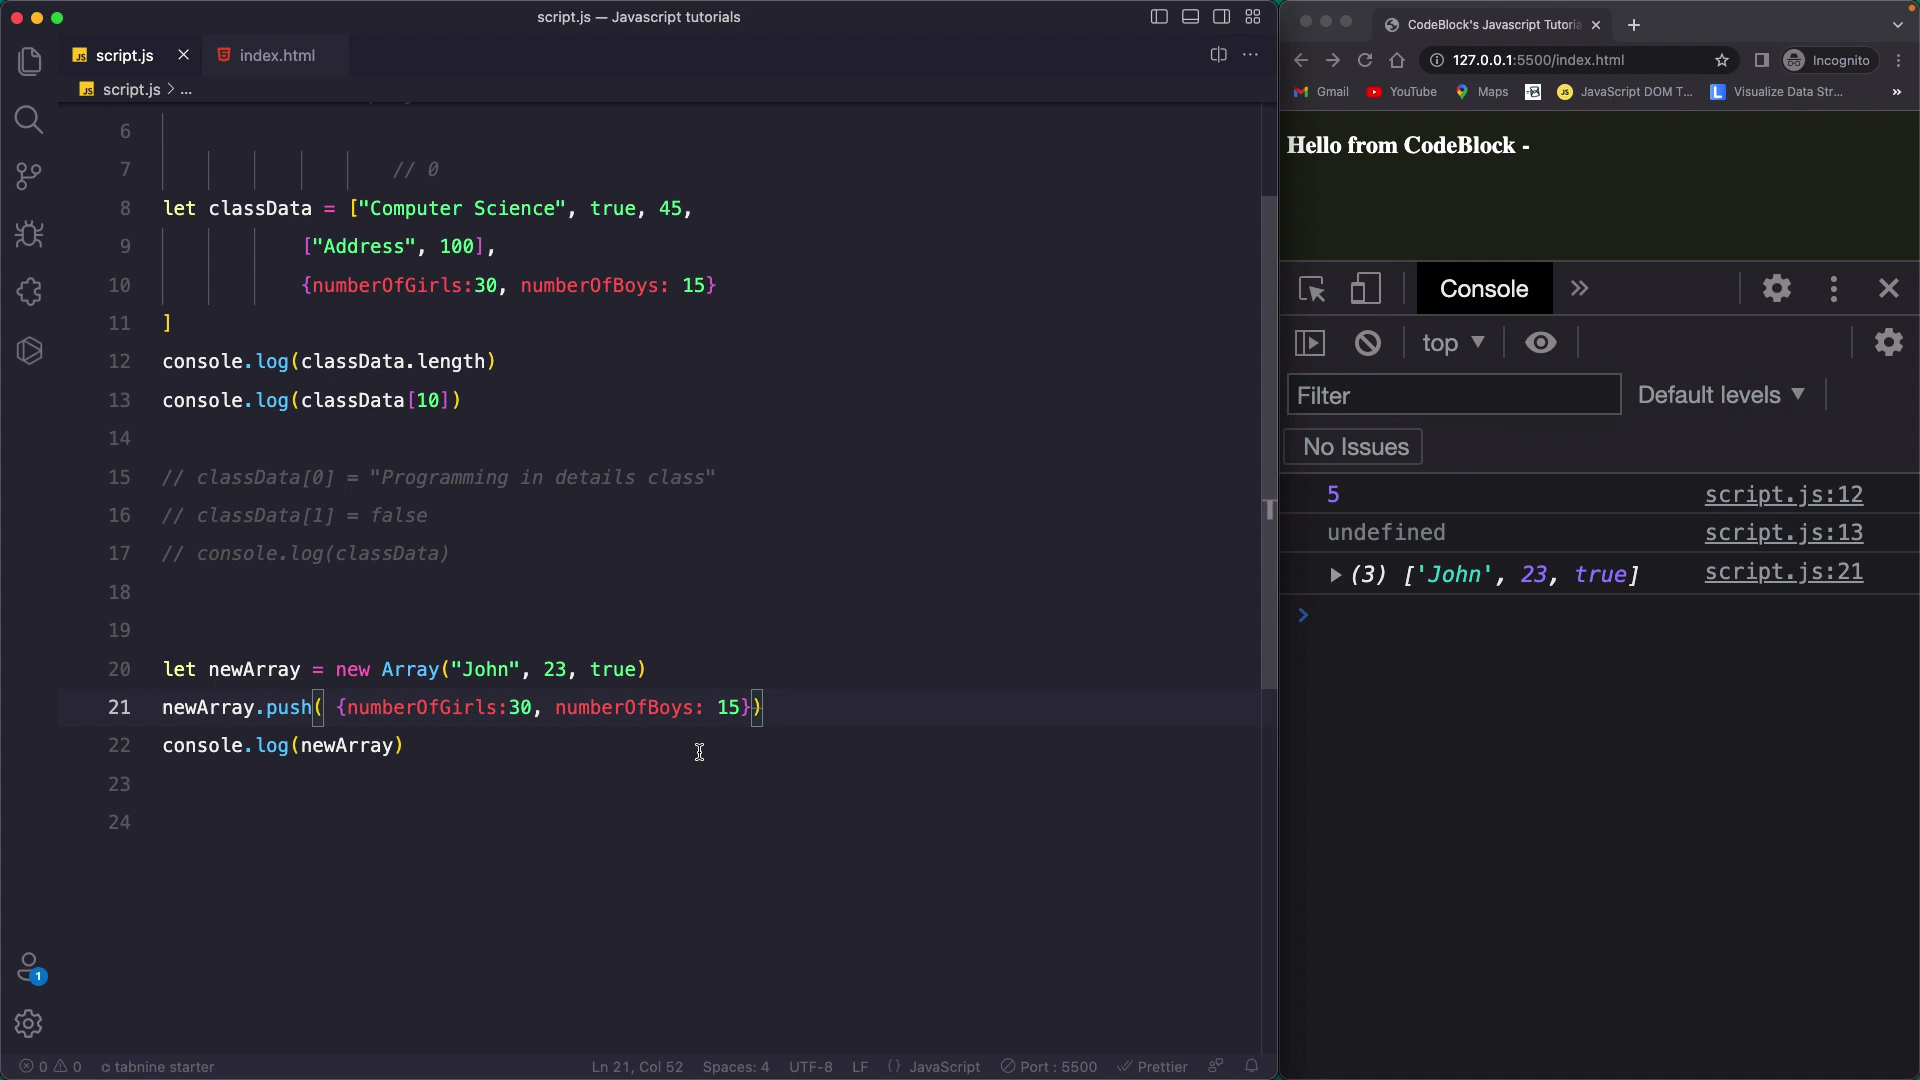 script.js — Javascript tutorials
JS script.js
index.html
JS script.js > ...
6
7 // 0
8 let classData = ["Computer Science", true, 45,
9 ["Address", 100],
10 {numberOfGirls:30, numberOfBoys: 15}
11 ]
12 console.log(classData.length)
13 console.log(classData[10])
14
15 // classData[0] = "Programming in details class"
16 // classData[1] = false
17 // console.log(classData)
18
19
20 let newArray = new Array("John", 23, true)
21 newArray.push( {numberOfGirls:30, numberOfBoys: 15})
22 console.log(newArray)
23
24
1
0 0 tabnine starter
Ln 21, Col 52 Spaces: 4 UTF-8 LF {} JavaScript Port : 5500 Prettier
CodeBlock's Javascript Tutoria
127.0.0.1:5500/index.html
Incognito
Gmail YouTube Maps JS JavaScript DOM T... L Visualize Data Str... »
Hello from CodeBlock -
Console
top
Filter
Default levels
No Issues
5 script.js:12
undefined script.js:13
(3) ['John', 23, true] script.js:21